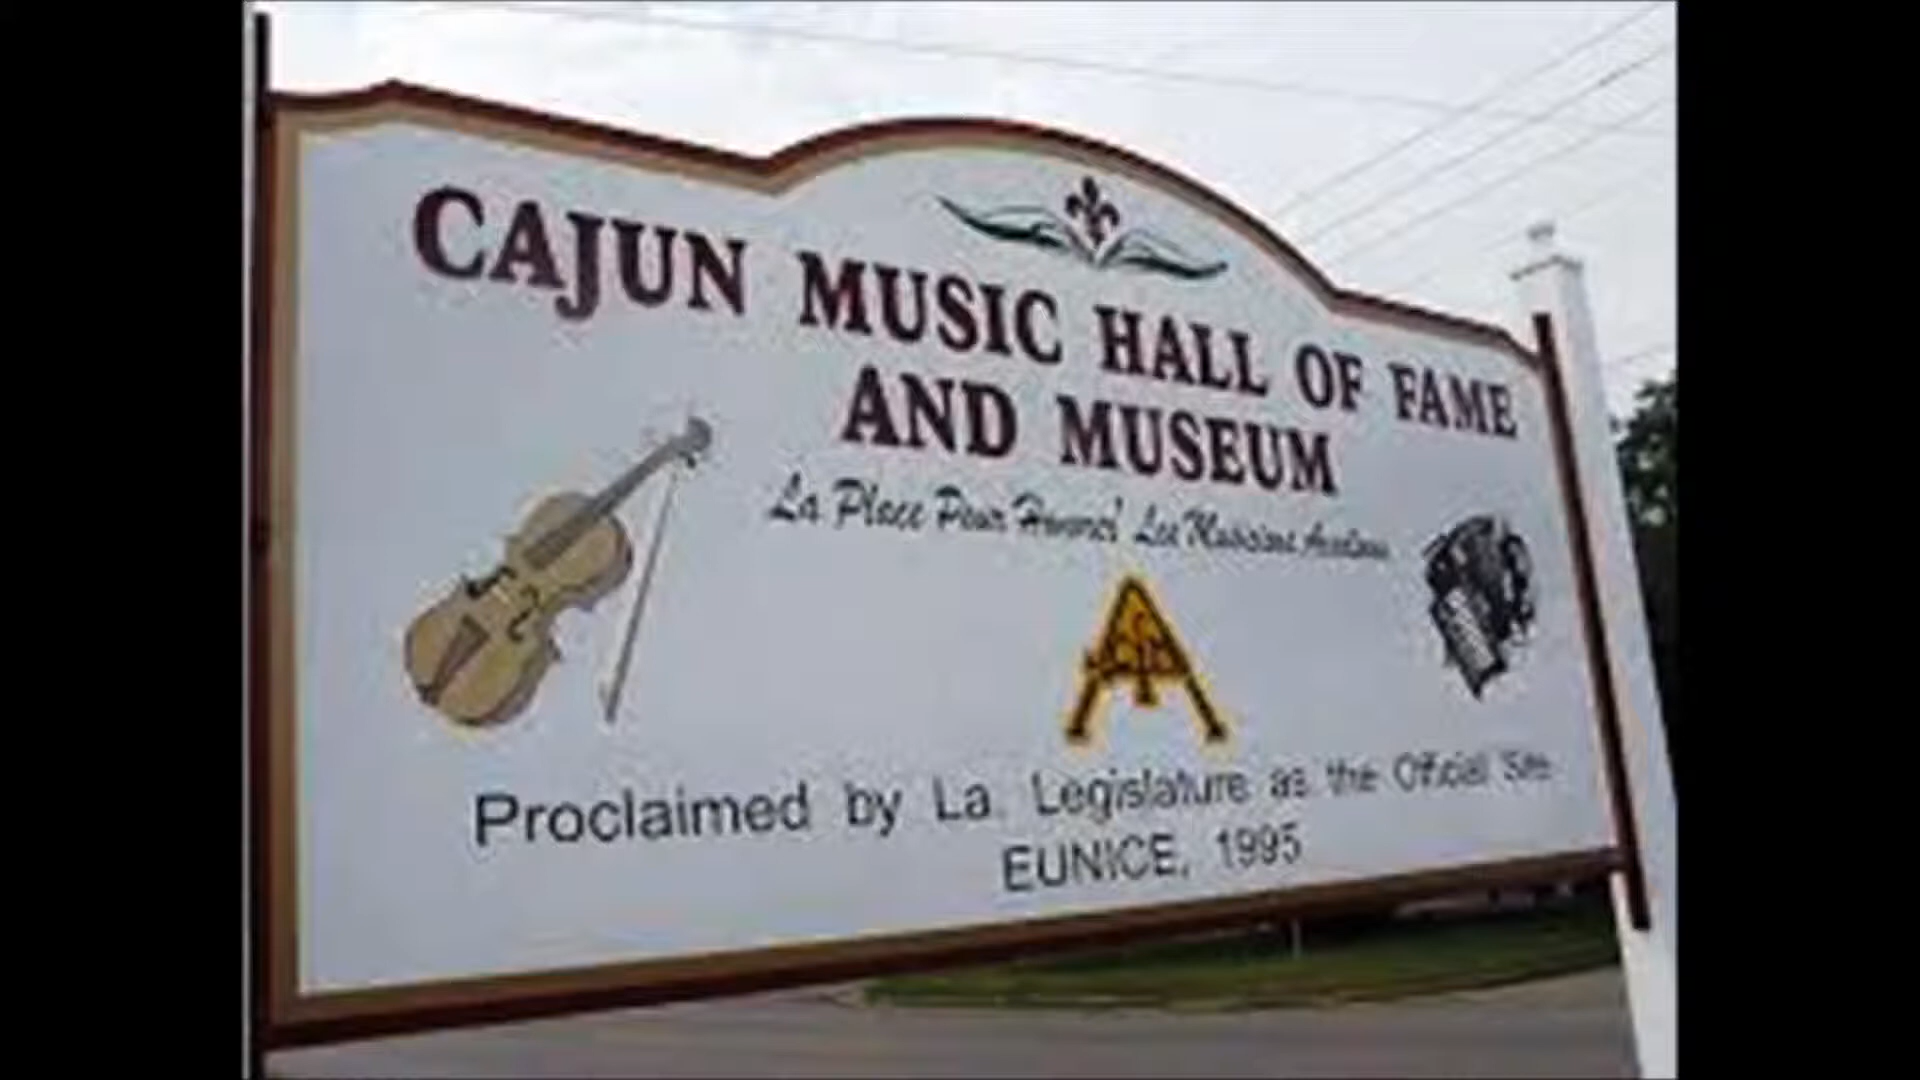 CAJUN MUSIC HALL OF FAME
AND MUSEUM
La Place Pour Les
Proclaimed by La. Legislature as the Official Site
EUNICE, 1995